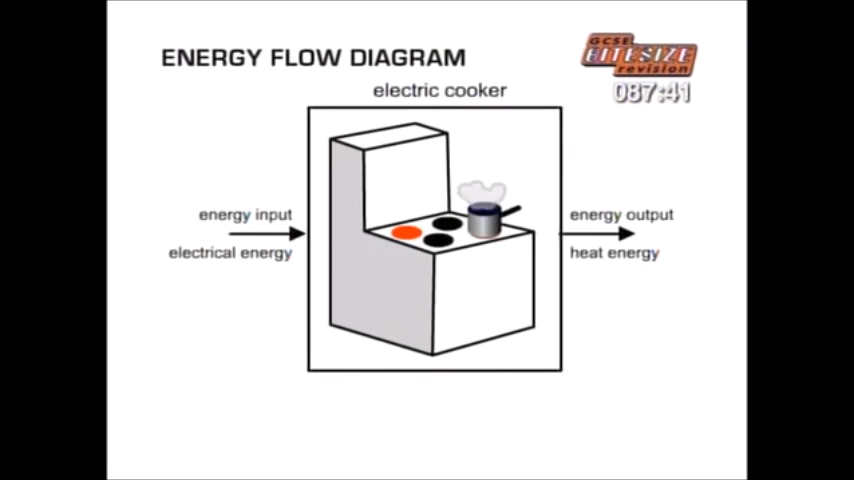 ENERGY FLOW DIAGRAM
GCSE
BITESIZE
revision
087:41
electric cooker
energy input
electrical energy
energy output
heat energy